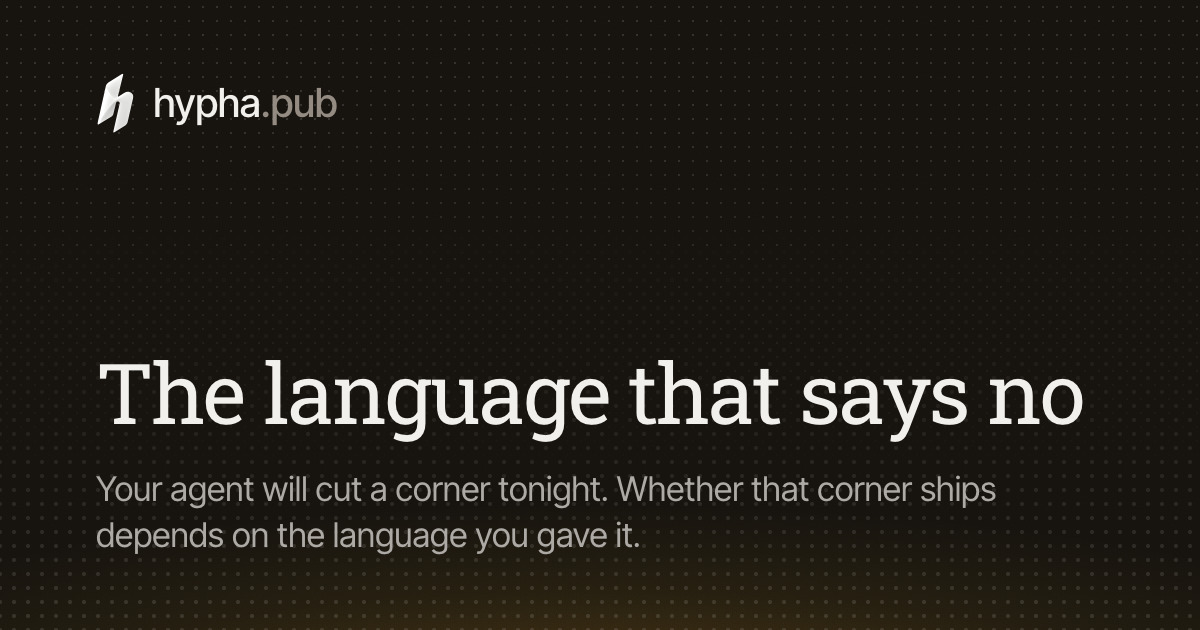 hypha.pub
The language that says no
Your agent will cut a corner tonight. Whether that corner ships
depends on the language you gave it.